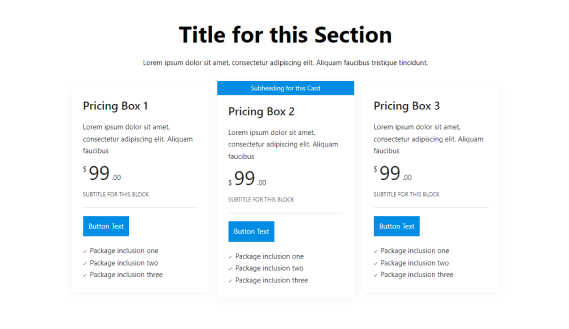 Title for this Section
Lorem ipsum dolor sit amet, consectetur adipiscing elit. Aliquam faucibus tristique tincidunt.
Pricing Box 1
Lorem ipsum dolor sit amet,
consectetur adipiscing elit. Aliquam
faucibus
$ 99 .00
SUBTITLE FOR THIS BLOCK
Button Text
✓ Package inclusion one
✓ Package inclusion two
✓ Package inclusion three
Subheading for this Card
Pricing Box 2
Lorem ipsum dolor sit amet,
consectetur adipiscing elit. Aliquam
faucibus
$ 99 .00
SUBTITLE FOR THIS BLOCK
Button Text
✓ Package inclusion one
✓ Package inclusion two
✓ Package inclusion three
Pricing Box 3
Lorem ipsum dolor sit amet,
consectetur adipiscing elit. Aliquam
faucibus
$ 99 .00
SUBTITLE FOR THIS BLOCK
Button Text
✓ Package inclusion one
✓ Package inclusion two
✓ Package inclusion three